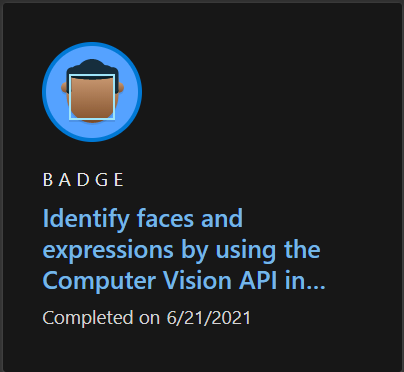 BADGE
Identify faces and
expressions by using the
Computer Vision API in...
Completed on 6/21/2021